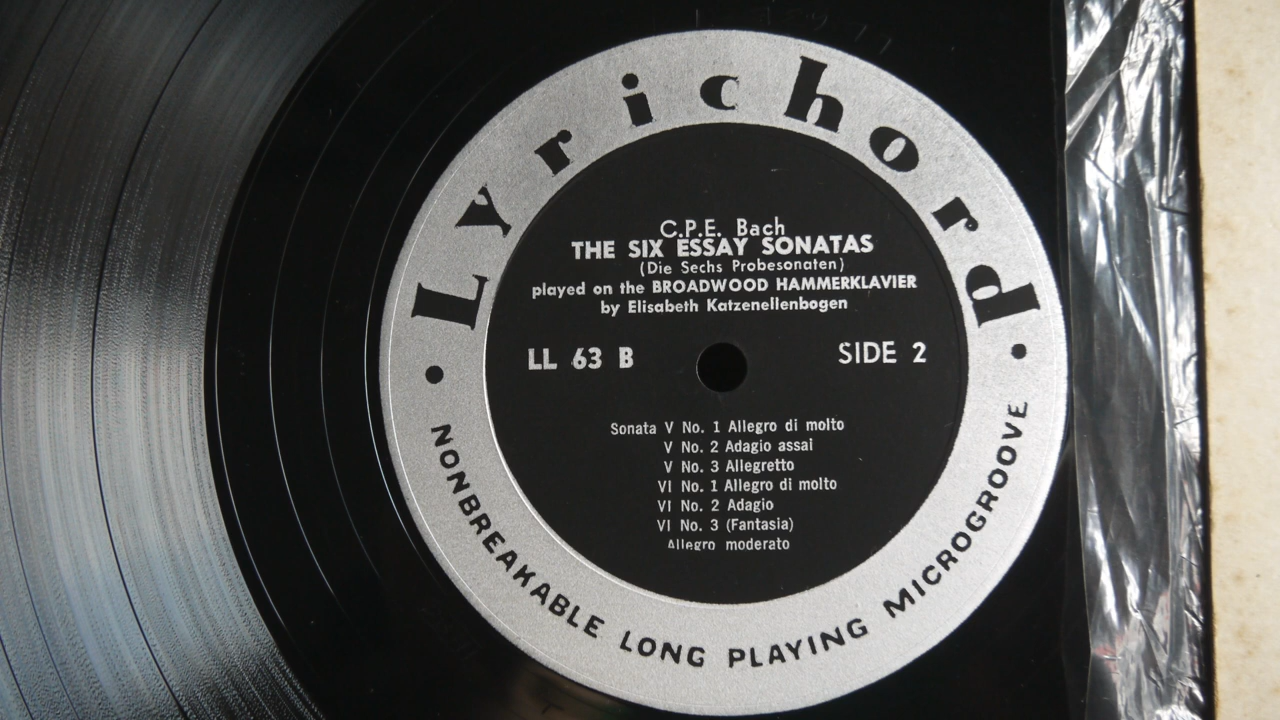 Lyrichord
C.P.E. Bach
THE SIX ESSAY SONATAS
(Die Sechs Probesonaten)
played on the BROADWOOD HAMMERKLAVIER
by Elisabeth Katzenellenbogen
LL 63 B
SIDE 2
Sonata V No. 1 Allegro di molto
V No. 2 Adagio assai
V No. 3 Allegretto
VI No. 1 Allegro di molto
VI No. 2 Adagio
VI No. 3 (Fantasia)
Allegro moderato
• NONBREAKABLE LONG PLAYING MICROGROOVE •